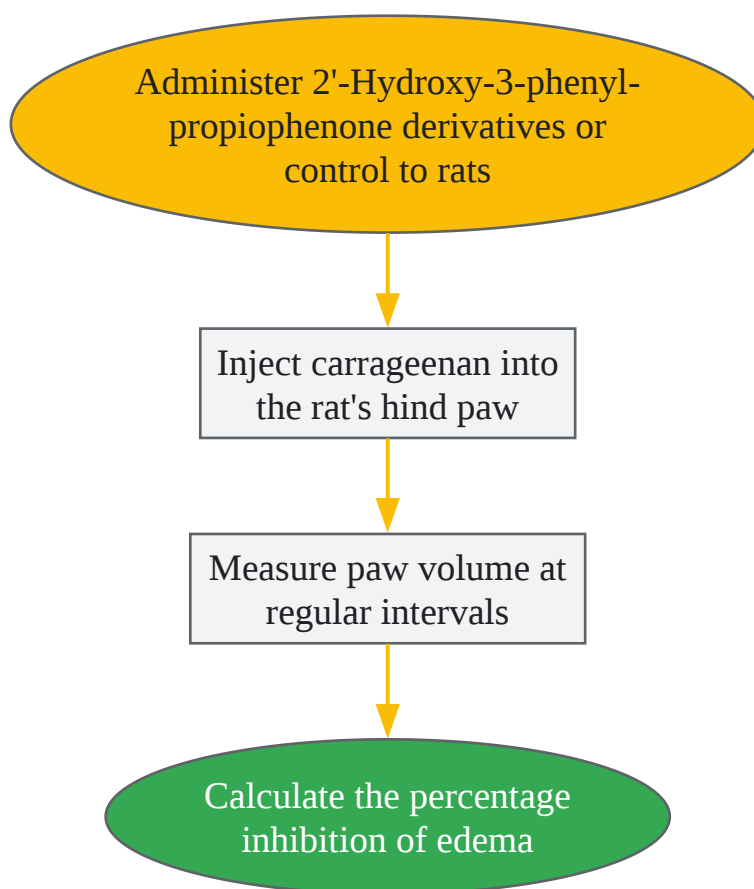 Administer 2'-Hydroxy-3-phenyl-
propiophenone derivatives or
control to rats
Inject carrageenan into
the rat's hind paw
Measure paw volume at
regular intervals
Calculate the percentage
inhibition of edema